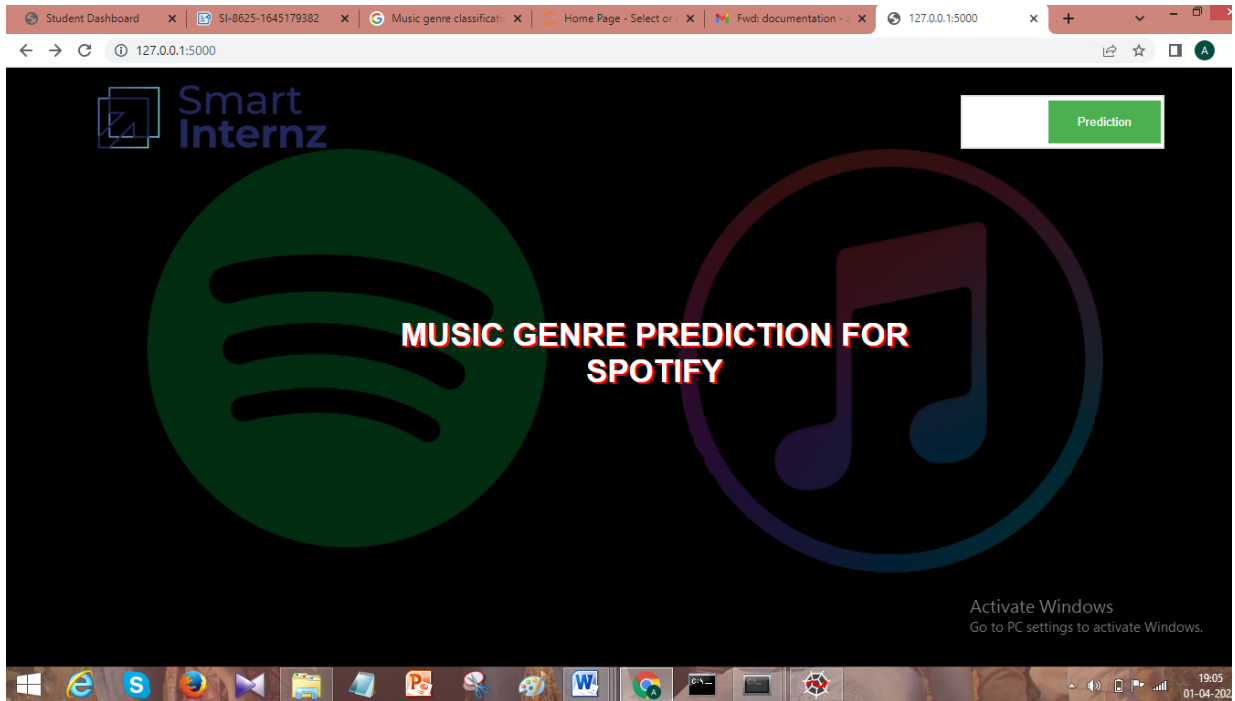 Student Dashboard
SI-8625-1645179382
Music genre classificatic
Home Page - Select or
Fwd: documentation - a
127.0.0.1:5000
127.0.0.1:5000
A
Smart
Internz
Prediction
MUSIC GENRE PREDICTION FOR
SPOTIFY
Activate Windows
Go to PC settings to activate Windows.
19:05
01-04-202